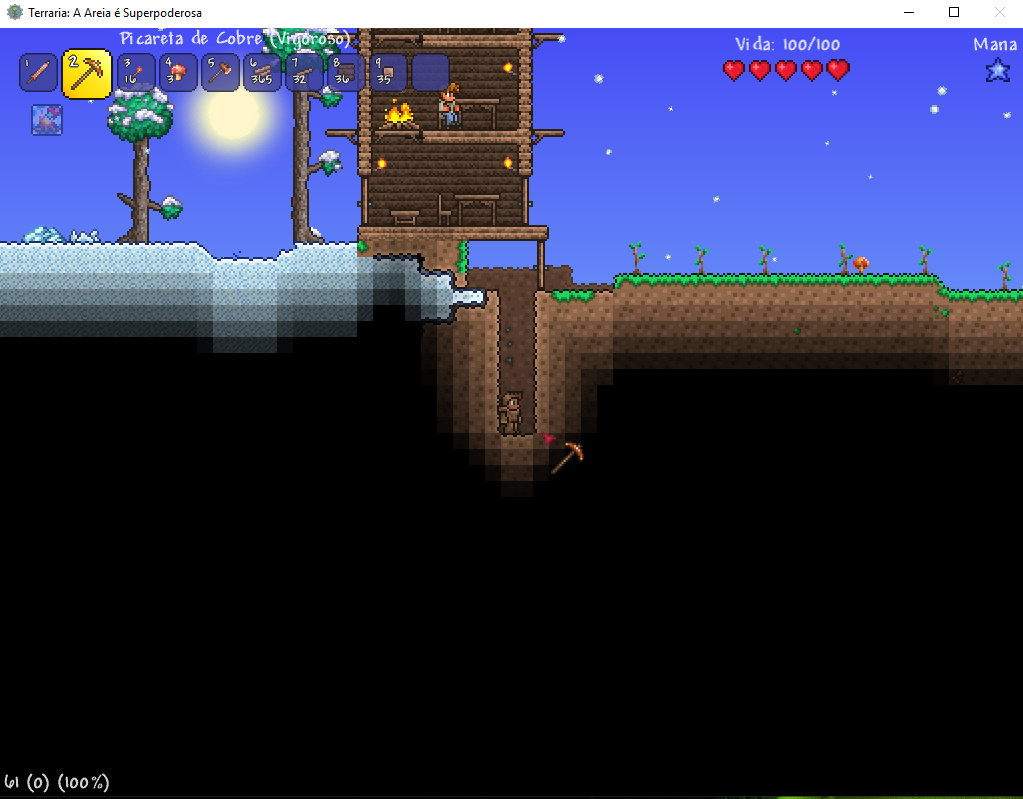 Terraria: A Areia é Superpoderosa
Picareta de Cobre (Vigoroso)
Vida: 100/100
Mana
1 2 3 4 5 6 7 8 9
16 3 365 32 36 35
61 (0) (100%)